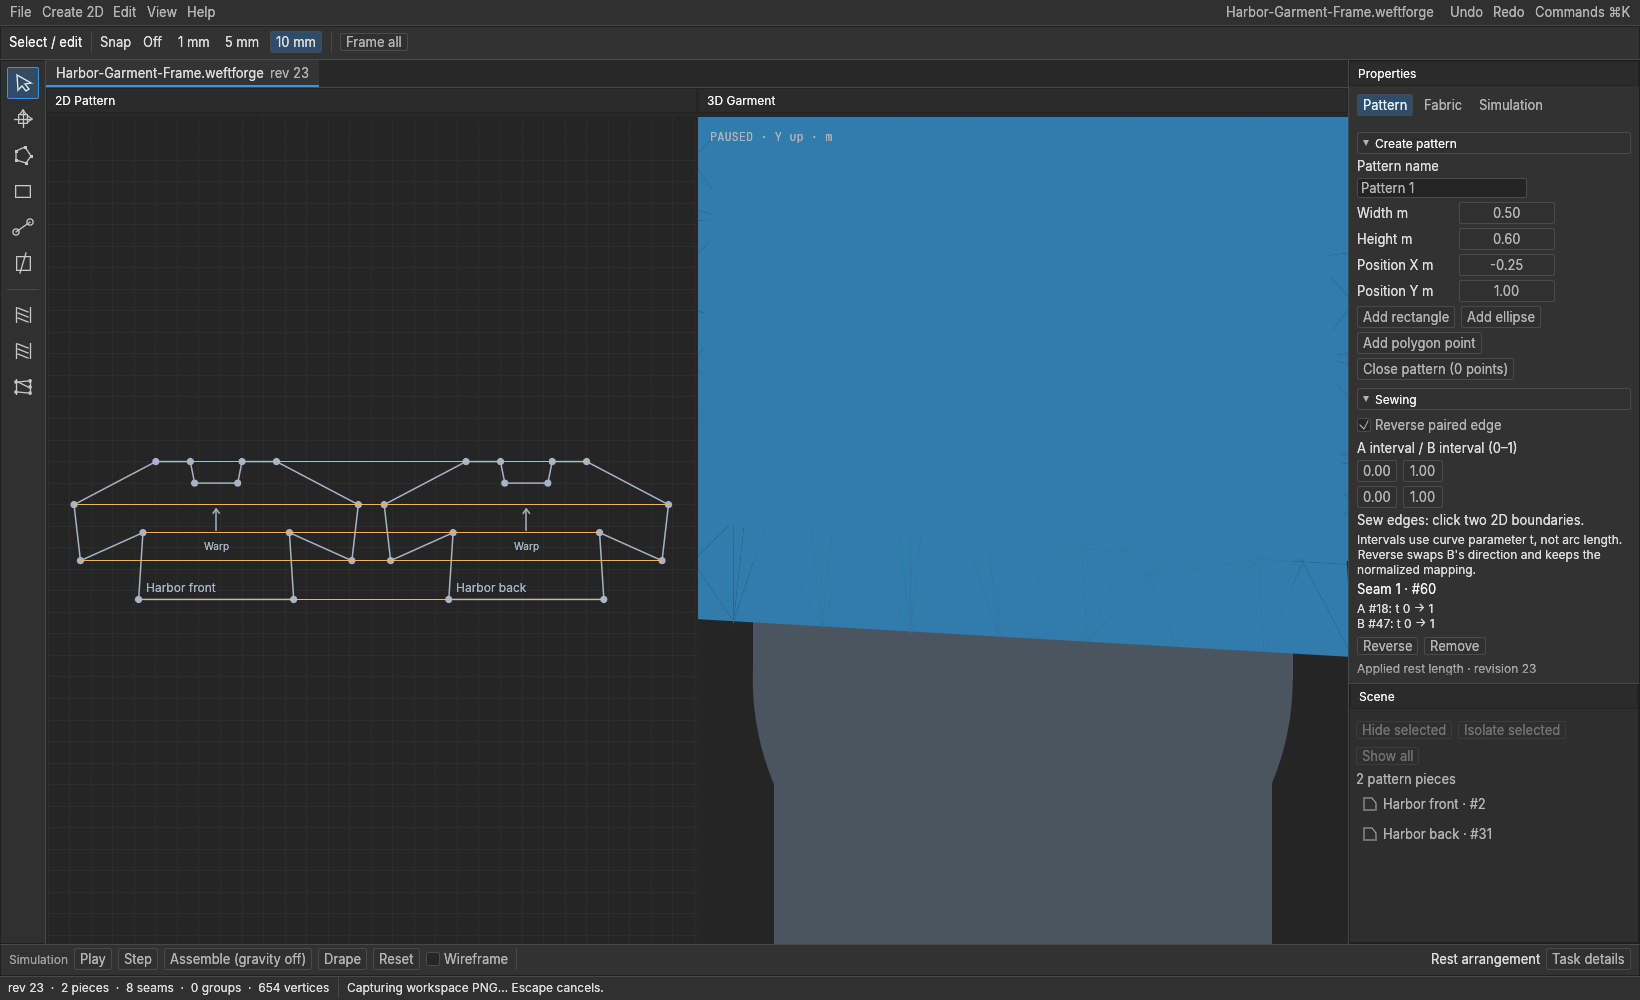 File Create 2D Edit View Help Harbor-Garment-Frame.weftforge Undo Redo Commands ⌘K
Select / edit Snap Off 1 mm 5 mm 10 mm Frame all
Harbor-Garment-Frame.weftforge rev 23
2D Pattern
3D Garment
PAUSED · Y up · m
Warp
Warp
Harbor front
Harbor back
Properties
Pattern Fabric Simulation
▼ Create pattern
Pattern name
Pattern 1
Width m 0.50
Height m 0.60
Position X m -0.25
Position Y m 1.00
Add rectangle Add ellipse
Add polygon point
Close pattern (0 points)
▼ Sewing
Reverse paired edge
A interval / B interval (0–1)
0.00 1.00
0.00 1.00
Sew edges: click two 2D boundaries.
Intervals use curve parameter t, not arc length.
Reverse swaps B's direction and keeps the
normalized mapping.
Seam 1 · #60
A #18: t 0 → 1
B #47: t 0 → 1
Reverse Remove
Applied rest length · revision 23
Scene
Hide selected Isolate selected
Show all
2 pattern pieces
Harbor front · #2
Harbor back · #31
Simulation Play Step Assemble (gravity off) Drape Reset Wireframe Rest arrangement Task details
rev 23 · 2 pieces · 8 seams · 0 groups · 654 vertices Capturing workspace PNG... Escape cancels.